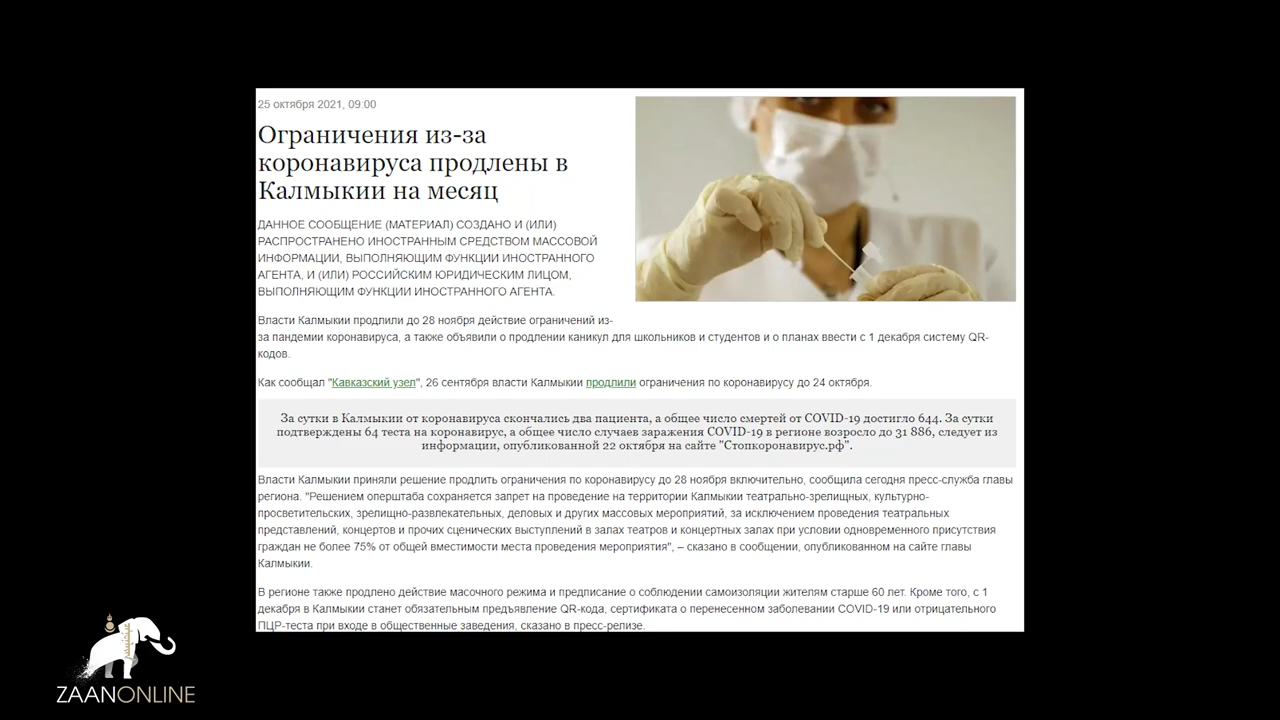 25 октября 2021, 09:00
Ограничения из-за
коронавируса продлены в
Калмыкии на месяц
ДАННОЕ СООБЩЕНИЕ (МАТЕРИАЛ) СОЗДАНО И (ИЛИ)
РАСПРОСТРАНЕНО ИНОСТРАННЫМ СРЕДСТВОМ МАССОВОЙ
ИНФОРМАЦИИ, ВЫПОЛНЯЮЩИМ ФУНКЦИИ ИНОСТРАННОГО
АГЕНТА, И (ИЛИ) РОССИЙСКИМ ЮРИДИЧЕСКИМ ЛИЦОМ,
ВЫПОЛНЯЮЩИМ ФУНКЦИИ ИНОСТРАННОГО АГЕНТА.
Власти Калмыкии продлили до 28 ноября действие ограничений из-
за пандемии коронавируса, а также объявили о продлении каникул для школьников и студентов и о планах ввести с 1 декабря систему QR-
кодов.
Как сообщал "Кавказский узел", 26 сентября власти Калмыкии продлили ограничения по коронавирусу до 24 октября.
За сутки в Калмыкии от коронавируса скончались два пациента, а общее число смертей от COVID-19 достигло 644. За сутки
подтверждены 64 теста на коронавирус, а общее число случаев заражения COVID-19 в регионе возросло до 31 886, следует из
информации, опубликованной 22 октября на сайте "Стопкоронавирус.рф".
Власти Калмыкии приняли решение продлить ограничения по коронавирусу до 28 ноября включительно, сообщила сегодня пресс-служба главы
региона. "Решением оперштаба сохраняется запрет на проведение на территории Калмыкии театрально-зрелищных, культурно-
просветительских, зрелищно-развлекательных, деловых и других массовых мероприятий, за исключением проведения театральных
представлений, концертов и прочих сценических выступлений в залах театров и концертных залах при условии одновременного присутствия
граждан не более 75% от общей вместимости места проведения мероприятия", – сказано в сообщении, опубликованном на сайте главы
Калмыкии.
В регионе также продлено действие масочного режима и предписание о соблюдении самоизоляции жителям старше 60 лет. Кроме того, с 1
декабря в Калмыкии станет обязательным предъявление QR-кода, сертификата о перенесенном заболевании COVID-19 или отрицательного
ПЦР-теста при входе в общественные заведения, сказано в пресс-релизе.
ZAANONLINE